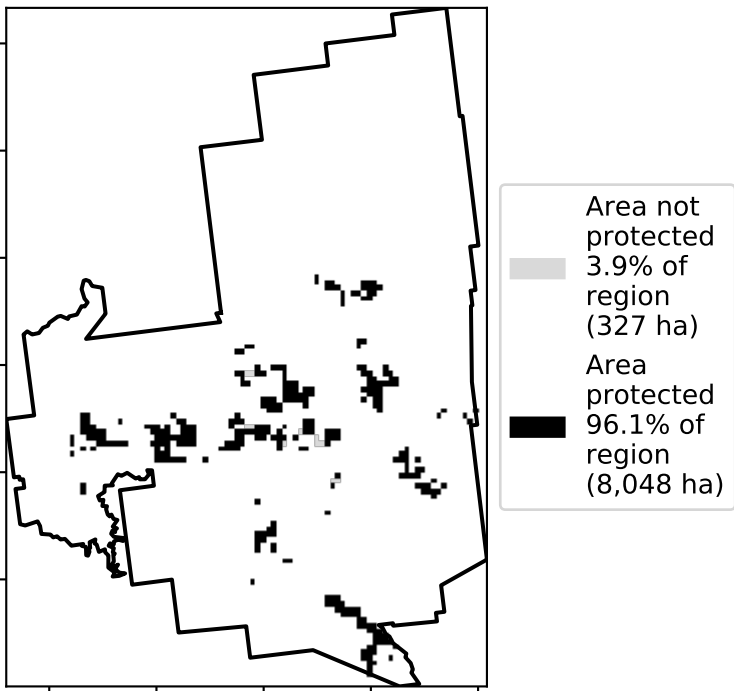 Area not
protected
3.9% of
region
(327 ha)
Area
protected
96.1% of
region
(8,048 ha)